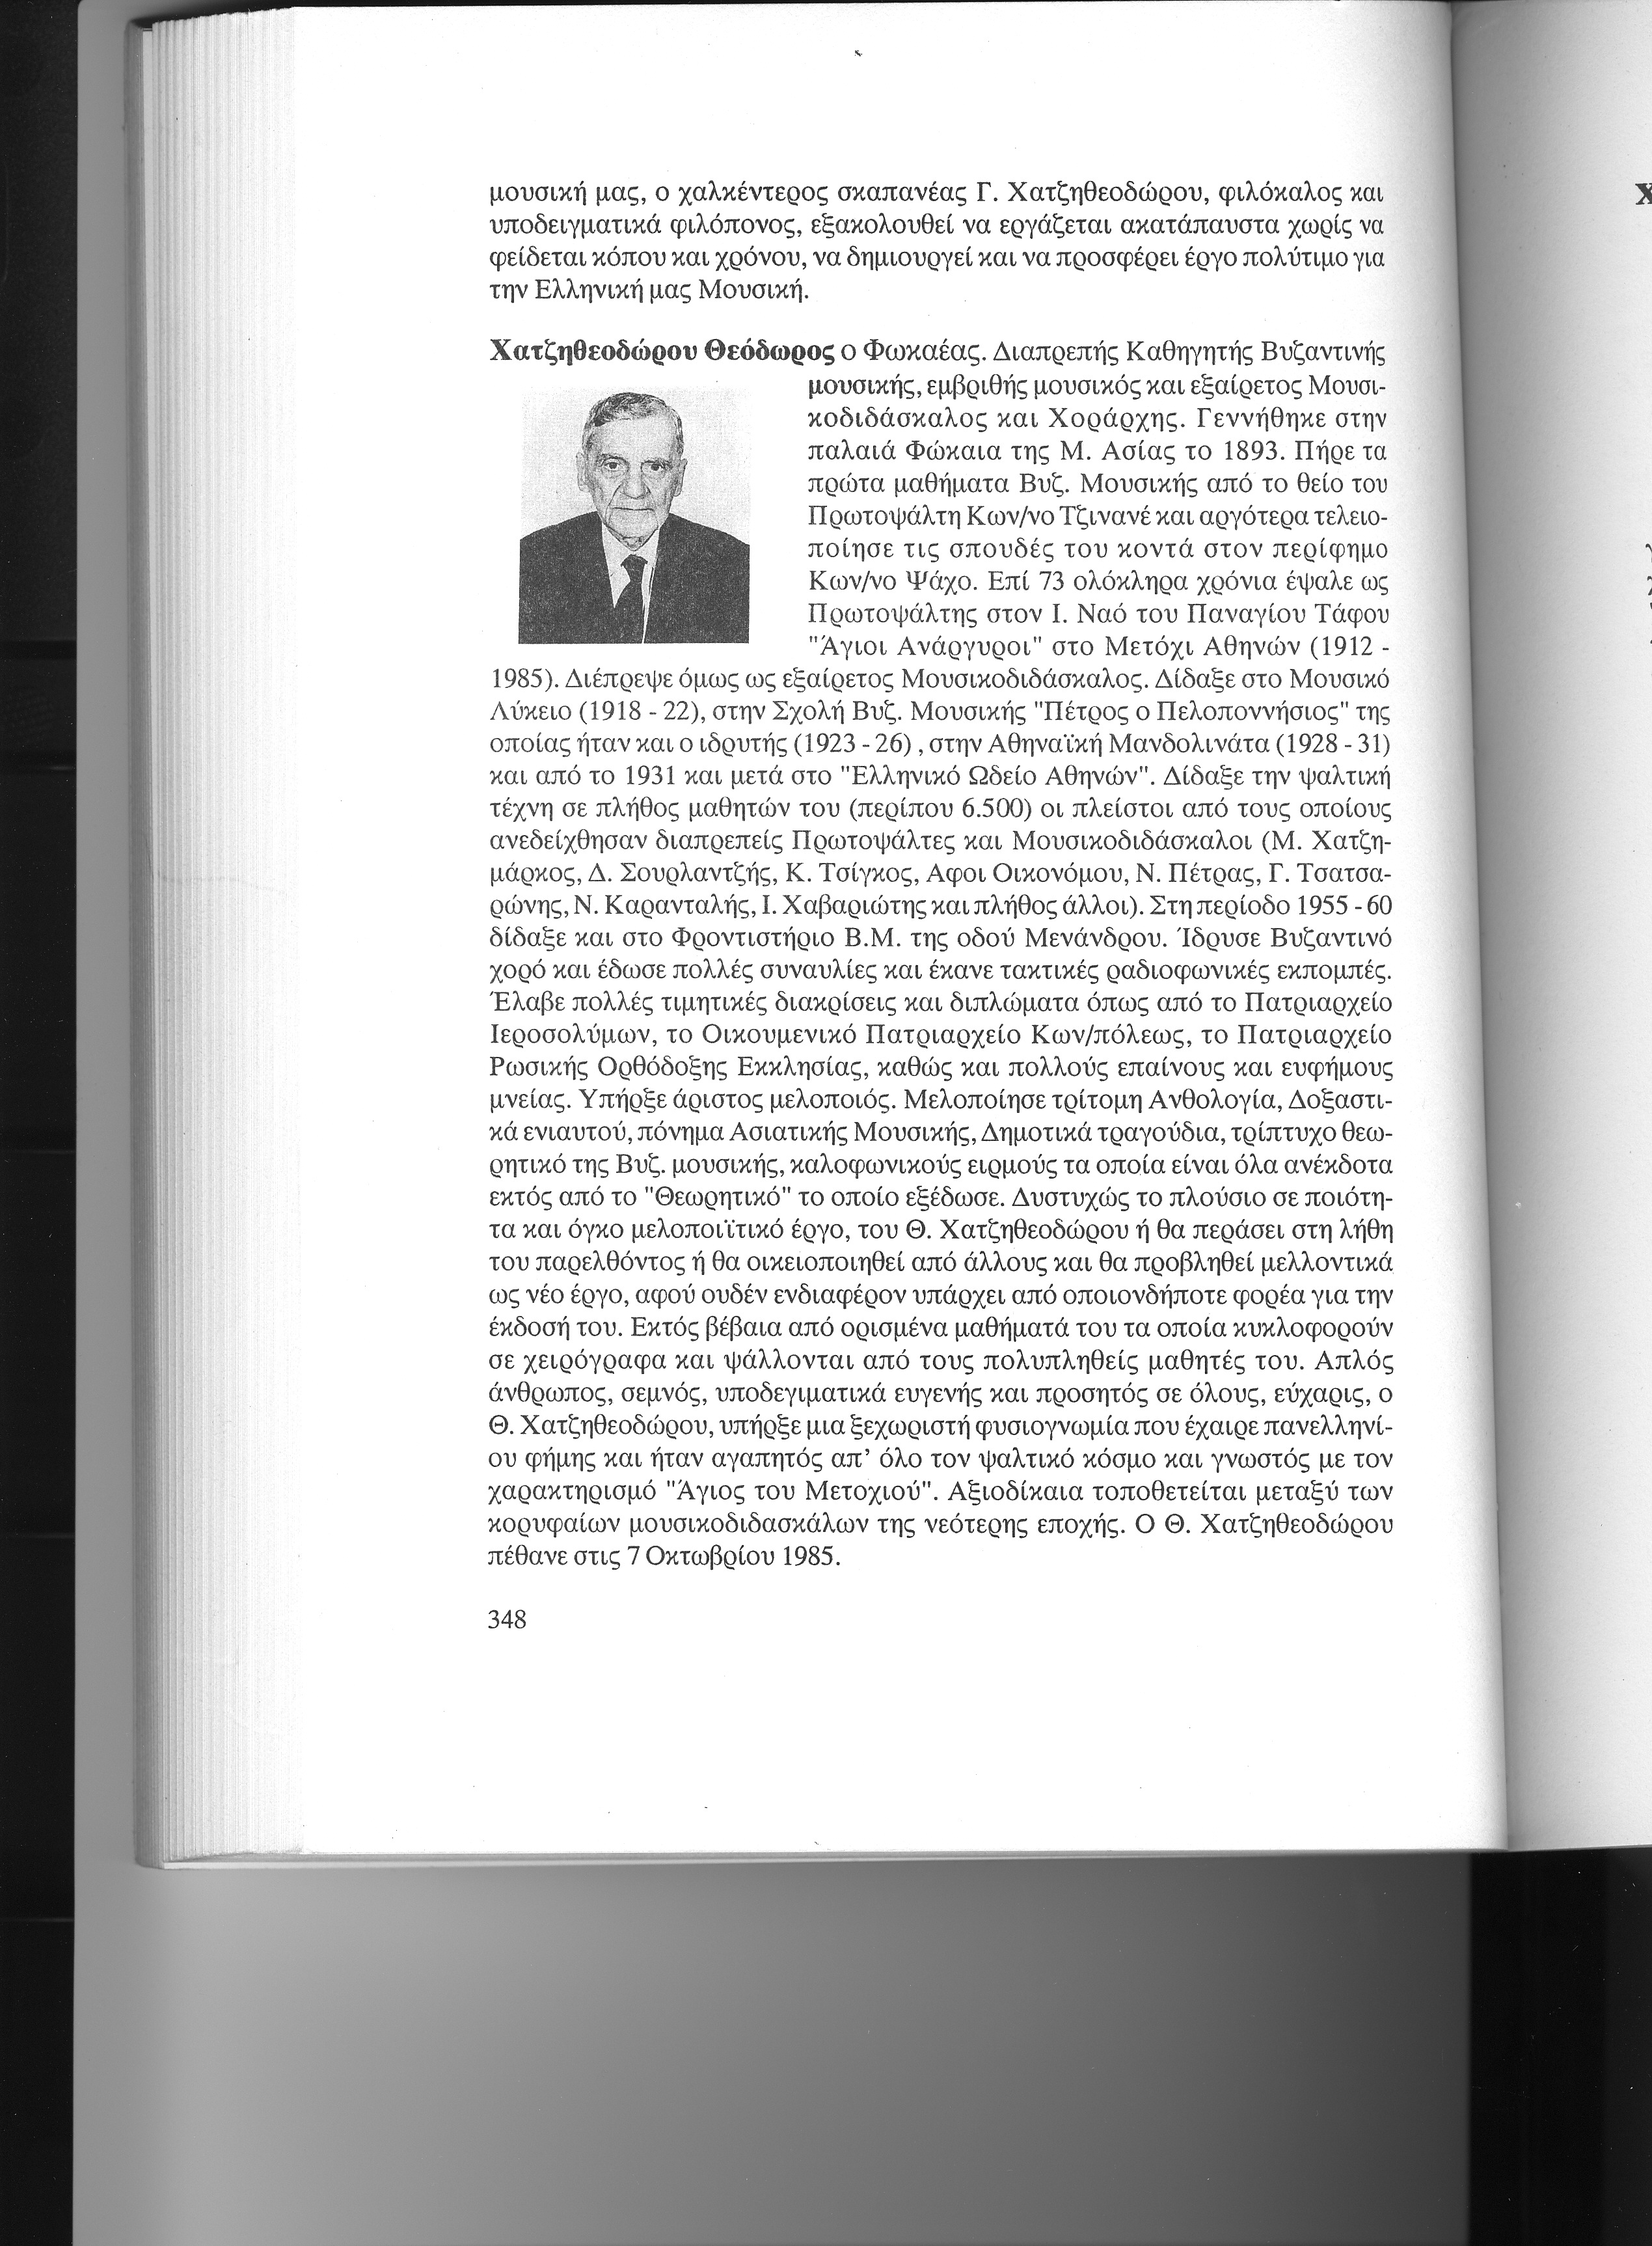 μουσική μας, ο χαλκέντερος σκαπανέας Γ. Χατζηθεοδώρου, φιλόκαλος και
υποδειγματικά φιλόπονος, εξακολουθεί να εργάζεται ακατάπαυστα χωρίς να
φείδεται κόπου και χρόνου, να δημιουργεί και να προσφέρει έργο πολύτιμο για
την Ελληνική μας Μουσική.
Χατζηθεοδώρου Θεόδωρος ο Φωκαέας. Διαπρεπής Καθηγητής Βυζαντινής
μουσικής, εμβριθής μουσικός και εξαίρετος Μουσι-
κοδιδάσκαλος και Χοράρχης. Γεννήθηκε στην
παλαιά Φώκαια της Μ. Ασίας το 1893. Πήρε τα
πρώτα μαθήματα Βυζ. Μουσικής από το θείο του
Πρωτοψάλτη Κων/νο Τζινανέ και αργότερα τελειο-
ποίησε τις σπουδές του κοντά στον περίφημο
Κων/νο Ψάχο. Επί 73 ολόκληρα χρόνια έψαλε ως
Πρωτοψάλτης στον Ι. Ναό του Παναγίου Τάφου
"Άγιοι Ανάργυροι" στο Μετόχι Αθηνών (1912 -
1985). Διέπρεψε όμως ως εξαίρετος Μουσικοδιδάσκαλος. Δίδαξε στο Μουσικό
Λύκειο (1918 - 22), στην Σχολή Βυζ. Μουσικής "Πέτρος ο Πελοποννήσιος" της
οποίας ήταν και ο ιδρυτής (1923 - 26) , στην Αθηναϊκή Μανδολινάτα (1928 - 31)
και από το 1931 και μετά στο "Ελληνικό Ωδείο Αθηνών". Δίδαξε την ψαλτική
τέχνη σε πλήθος μαθητών του (περίπου 6.500) οι πλείστοι από τους οποίους
ανεδείχθησαν διαπρεπείς Πρωτοψάλτες και Μουσικοδιδάσκαλοι (Μ. Χατζη-
μάρκος, Δ. Σουρλαντζής, Κ. Τσίγκος, Αφοι Οικονόμου, Ν. Πέτρας, Γ. Τσατσα-
ρώνης, Ν. Καρανταλής, Ι. Χαβαριώτης και πλήθος άλλοι). Στη περίοδο 1955 - 60
δίδαξε και στο Φροντιστήριο Β.Μ. της οδού Μενάνδρου. Ίδρυσε Βυζαντινό
χορό και έδωσε πολλές συναυλίες και έκανε τακτικές ραδιοφωνικές εκπομπές.
Έλαβε πολλές τιμητικές διακρίσεις και διπλώματα όπως από το Πατριαρχείο
Ιεροσολύμων, το Οικουμενικό Πατριαρχείο Κων/πόλεως, το Πατριαρχείο
Ρωσικής Ορθόδοξης Εκκλησίας, καθώς και πολλούς επαίνους και ευφήμους
μνείας. Υπήρξε άριστος μελοποιός. Μελοποίησε τρίτομη Ανθολογία, Δοξαστι-
κά ενιαυτού, πόνημα Ασιατικής Μουσικής, Δημοτικά τραγούδια, τρίπτυχο θεω-
ρητικό της Βυζ. μουσικής, καλοφωνικούς ειρμούς τα οποία είναι όλα ανέκδοτα
εκτός από το "Θεωρητικό" το οποίο εξέδωσε. Δυστυχώς το πλούσιο σε ποιότη-
τα και όγκο μελοποιϊτικό έργο, του Θ. Χατζηθεοδώρου ή θα περάσει στη λήθη
του παρελθόντος ή θα οικειοποιηθεί από άλλους και θα προβληθεί μελλοντικά
ως νέο έργο, αφού ουδέν ενδιαφέρον υπάρχει από οποιονδήποτε φορέα για την
έκδοσή του. Εκτός βέβαια από ορισμένα μαθήματά του τα οποία κυκλοφορούν
σε χειρόγραφα και ψάλλονται από τους πολυπληθείς μαθητές του. Απλός
άνθρωπος, σεμνός, υποδεγιματικά ευγενής και προσητός σε όλους, εύχαρις, ο
Θ. Χατζηθεοδώρου, υπήρξε μια ξεχωριστή φυσιογνωμία που έχαιρε πανελληνί-
ου φήμης και ήταν αγαπητός απ' όλο τον ψαλτικό κόσμο και γνωστός με τον
χαρακτηρισμό "Άγιος του Μετοχιού". Αξιοδίκαια τοποθετείται μεταξύ των
κορυφαίων μουσικοδιδασκάλων της νεότερης εποχής. Ο Θ. Χατζηθεοδώρου
πέθανε στις 7 Οκτωβρίου 1985.
348